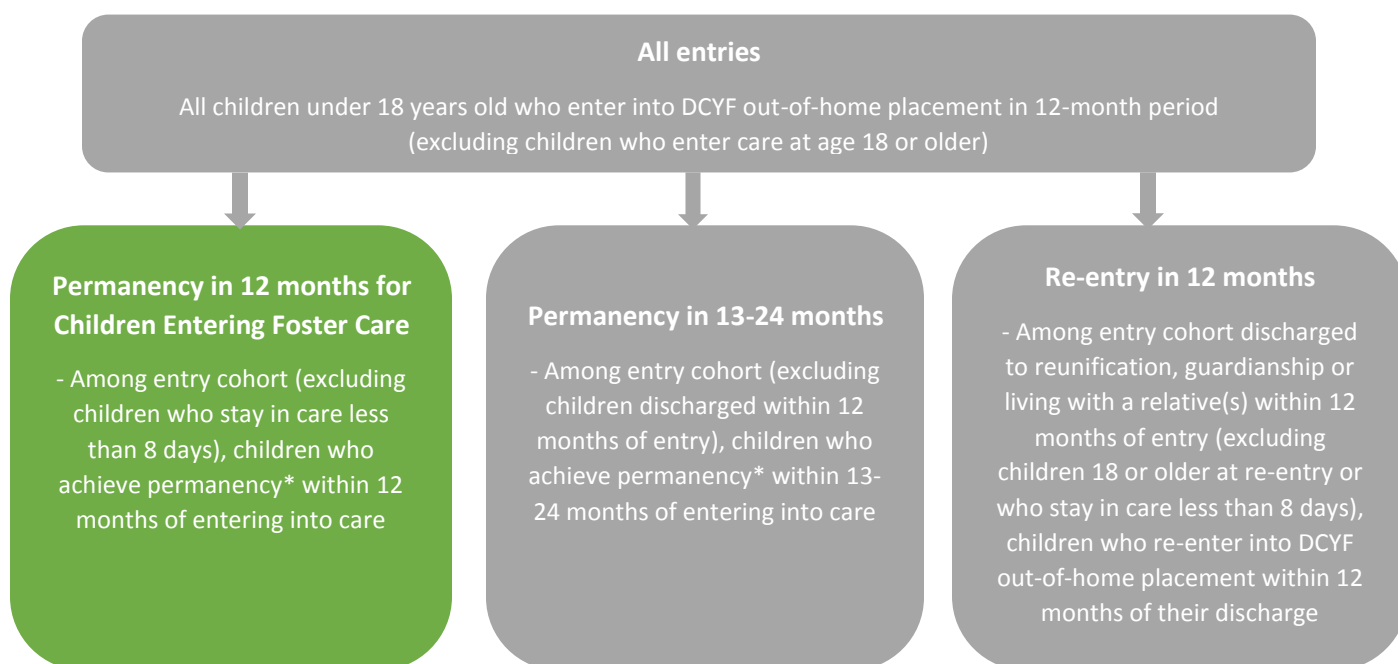 All entries
All children under 18 years old who enter into DCYF out-of-home placement in 12-month period
(excluding children who enter care at age 18 or older)
Permanency in 12 months for
Children Entering Foster Care
- Among entry cohort (excluding
children who stay in care less
than 8 days), children who
achieve permanency* within 12
months of entering into care
Permanency in 13-24 months
- Among entry cohort (excluding
children discharged within 12
months of entry), children who
achieve permanency* within 13-
24 months of entering into care
Re-entry in 12 months
- Among entry cohort discharged
to reunification, guardianship or
living with a relative(s) within 12
months of entry (excluding
children 18 or older at re-entry or
who stay in care less than 8 days),
children who re-enter into DCYF
out-of-home placement within 12
months of their discharge